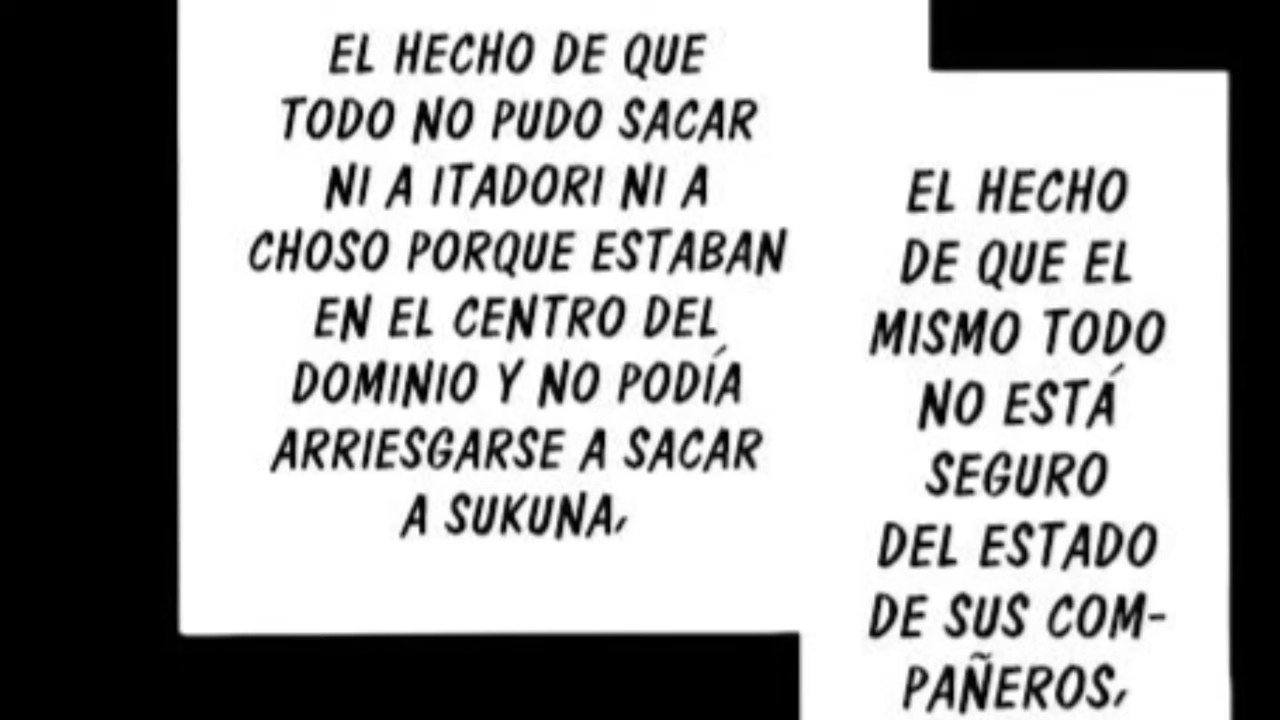 EL HECHO DE QUE
TODO NO PUDO SACAR
NI A ITADORI NI A
CHOSO PORQUE ESTABAN
EN EL CENTRO DEL
DOMINIO Y NO PODÍA
ARRIESGARSE A SACAR
A SUKUNA,
EL HECHO
DE QUE EL
MISMO TODO
NO ESTÁ
SEGURO
DEL ESTADO
DE SUS COM-
PAÑEROS,